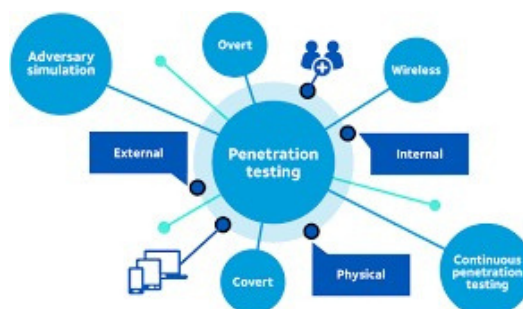 Adversary
simulation
Overt
Wireless
External
Penetration
testing
Internal
Covert
Physical
Continuous
penetration
testing